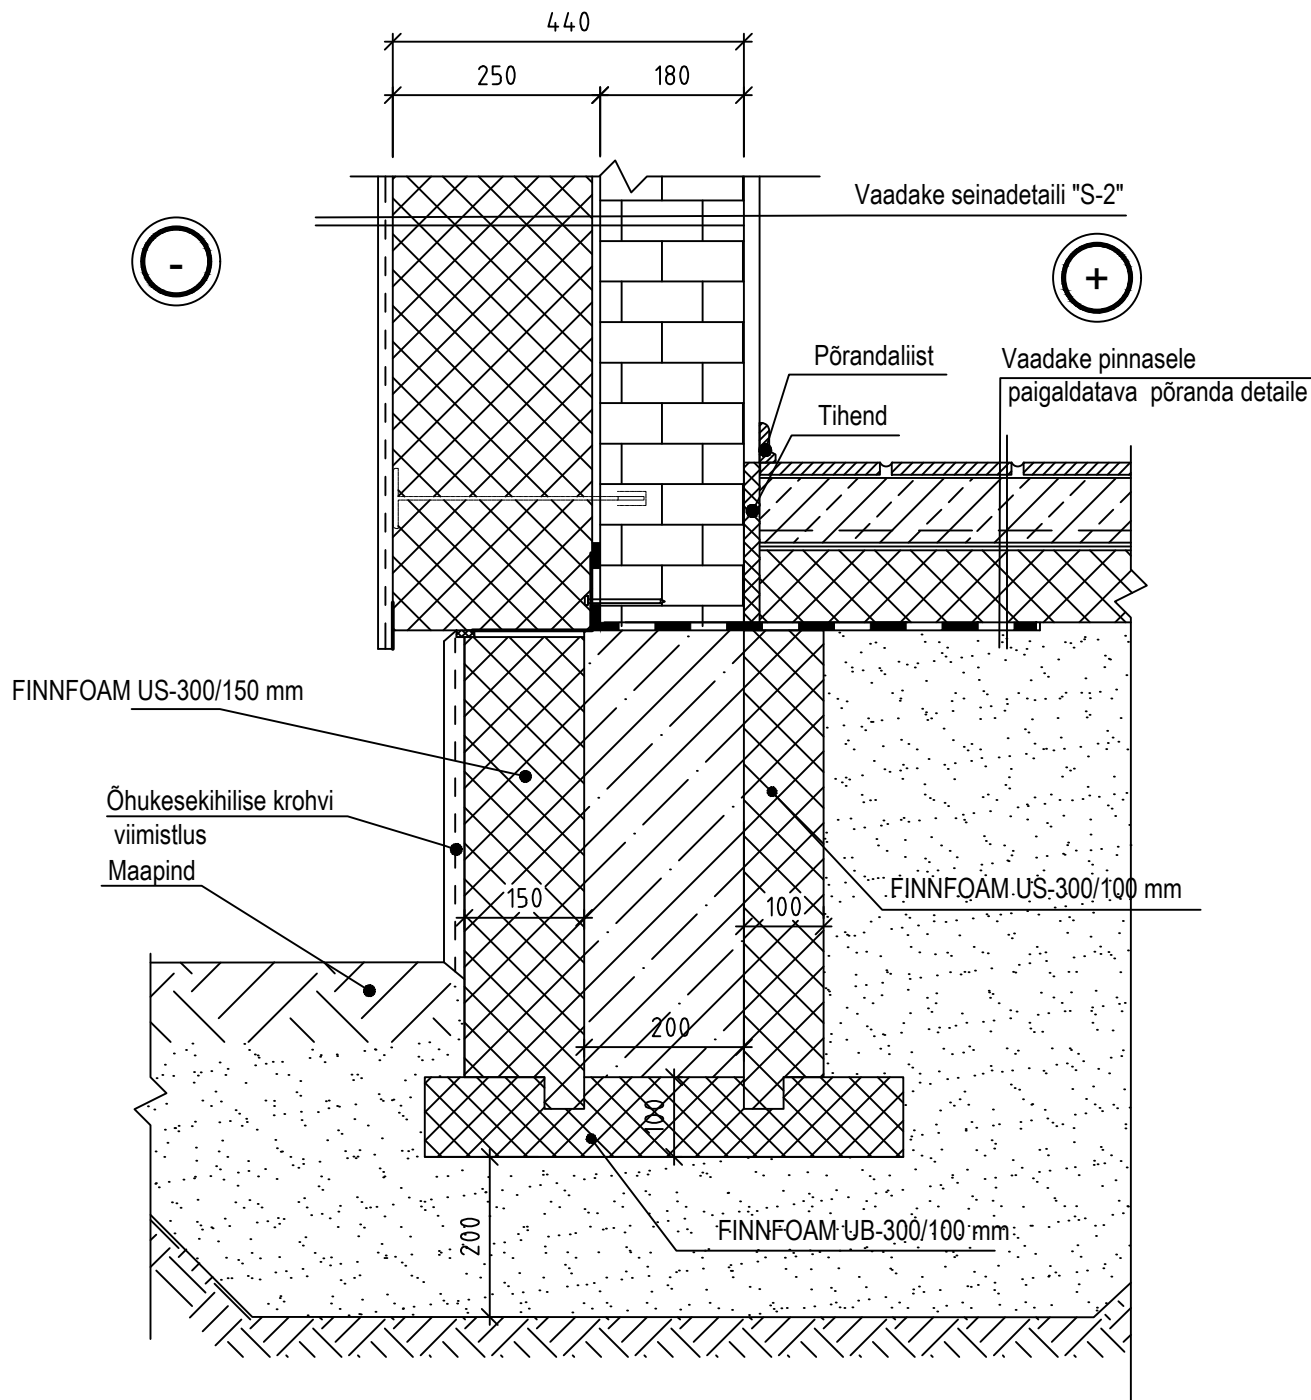 440
250
180
Vaadake seinadetaili "S-2"
-
+
Põrandaliist
Vaadake pinnasele
paigaldatava põranda detaile
Tihend
FINNFOAM US-300/150 mm
Õhukesekihilise krohvi
viimistlus
Maapind
FINNFOAM US-300/100 mm
150
100
200
100
200
FINNFOAM UB-300/100 mm